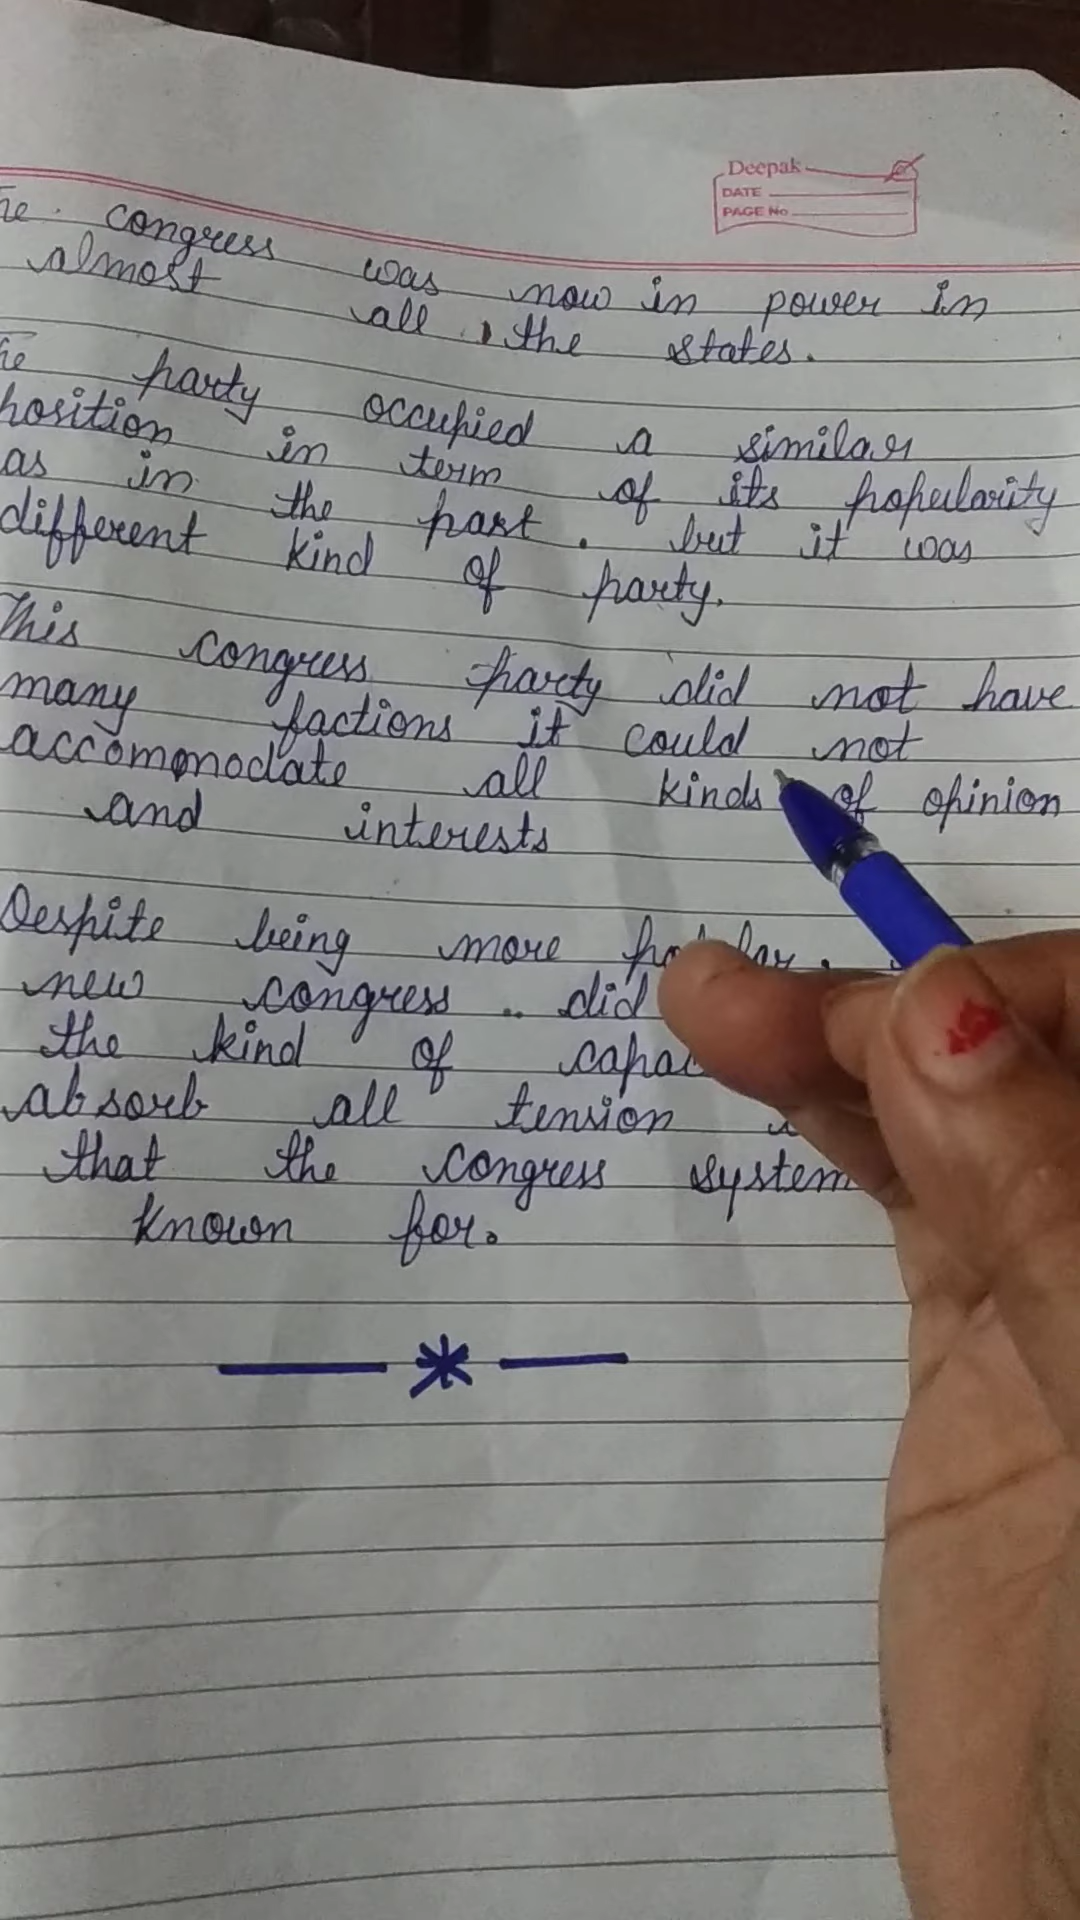 Deepak
DATE
PAGE No
congress was now in power in
almost all the states.
party occupied a similar
position in term of its popularity
as in the past. but it was
different kind of party.
This congress party did not have
many factions it could not
accommodate all kinds of opinion
and interests
Despite being more
new congress .. did
the kind of
absorb all tension
that the congress system
known for.